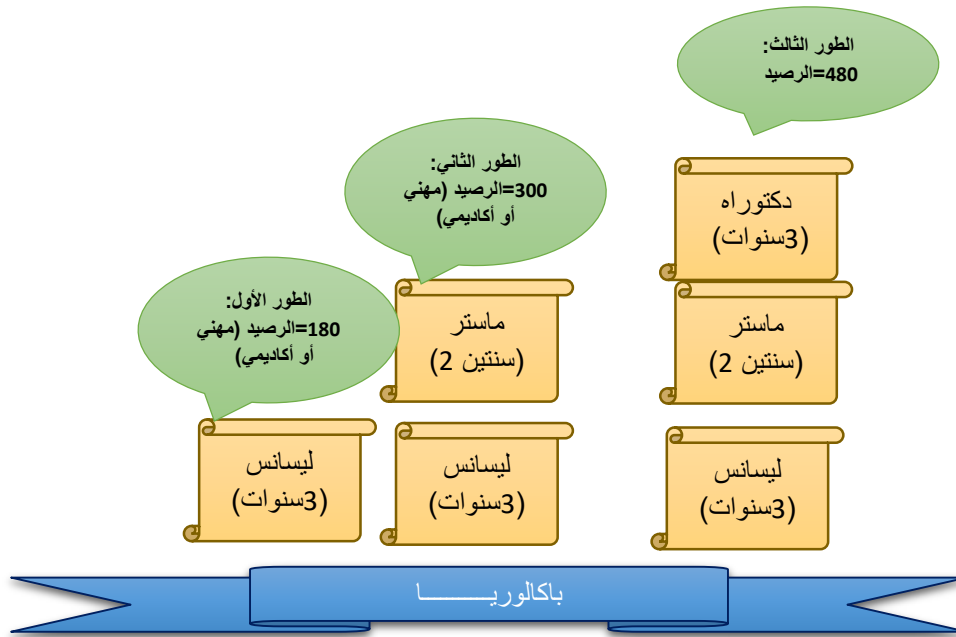 الطور الثالث:
480=الرصيد
الطور الثاني:
300=الرصيد (مهني
أو أكاديمي)
الطور الأول:
180=الرصيد (مهني
أو أكاديمي)
دكتوراه
(3سنوات)
ماستر
(سنتين 2)
ماستر
(سنتين 2)
ليسانس
(3سنوات)
ليسانس
(3سنوات)
ليسانس
(3سنوات)
باكالوريـــــــــــا